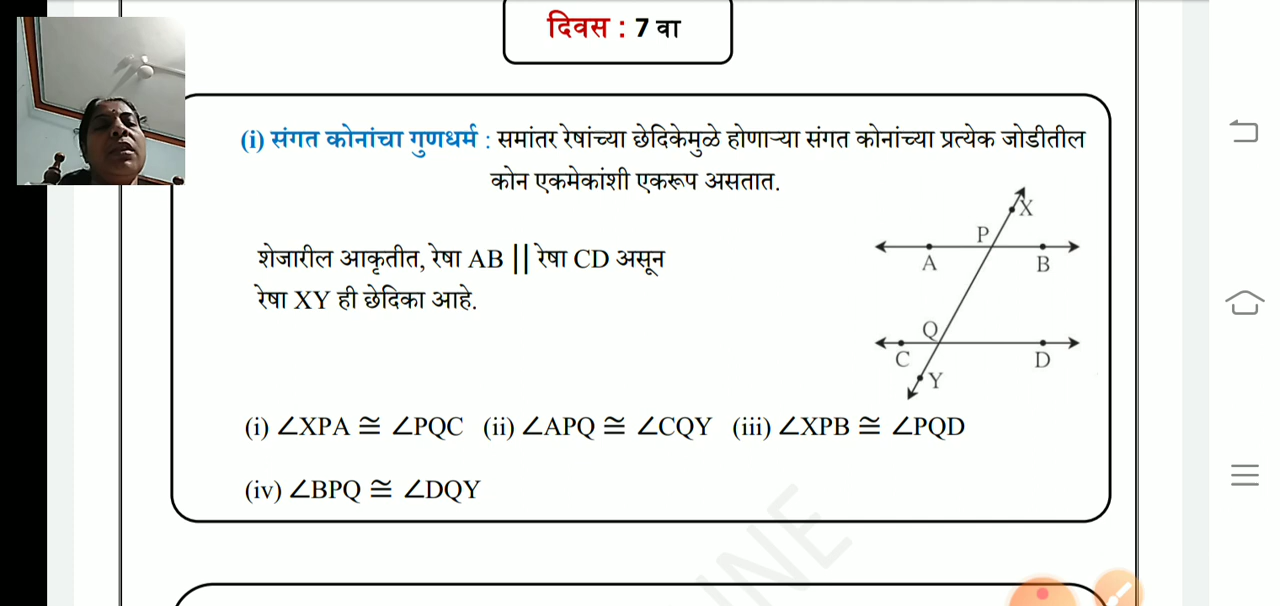 दिवस : 7 वा
(i) संगत कोनांचा गुणधर्म : समांतर रेषांच्या छेदिकेमुळे होणाऱ्या संगत कोनांच्या प्रत्येक जोडीतील
कोन एकमेकांशी एकरूप असतात.
शेजारील आकृतीत, रेषा AB || रेषा CD असून
रेषा XY ही छेदिका आहे.
X
P
A B
Q
C D
Y
(i) ∠XPA ≅ ∠PQC (ii) ∠APQ ≅ ∠CQY (iii) ∠XPB ≅ ∠PQD
(iv) ∠BPQ ≅ ∠DQY